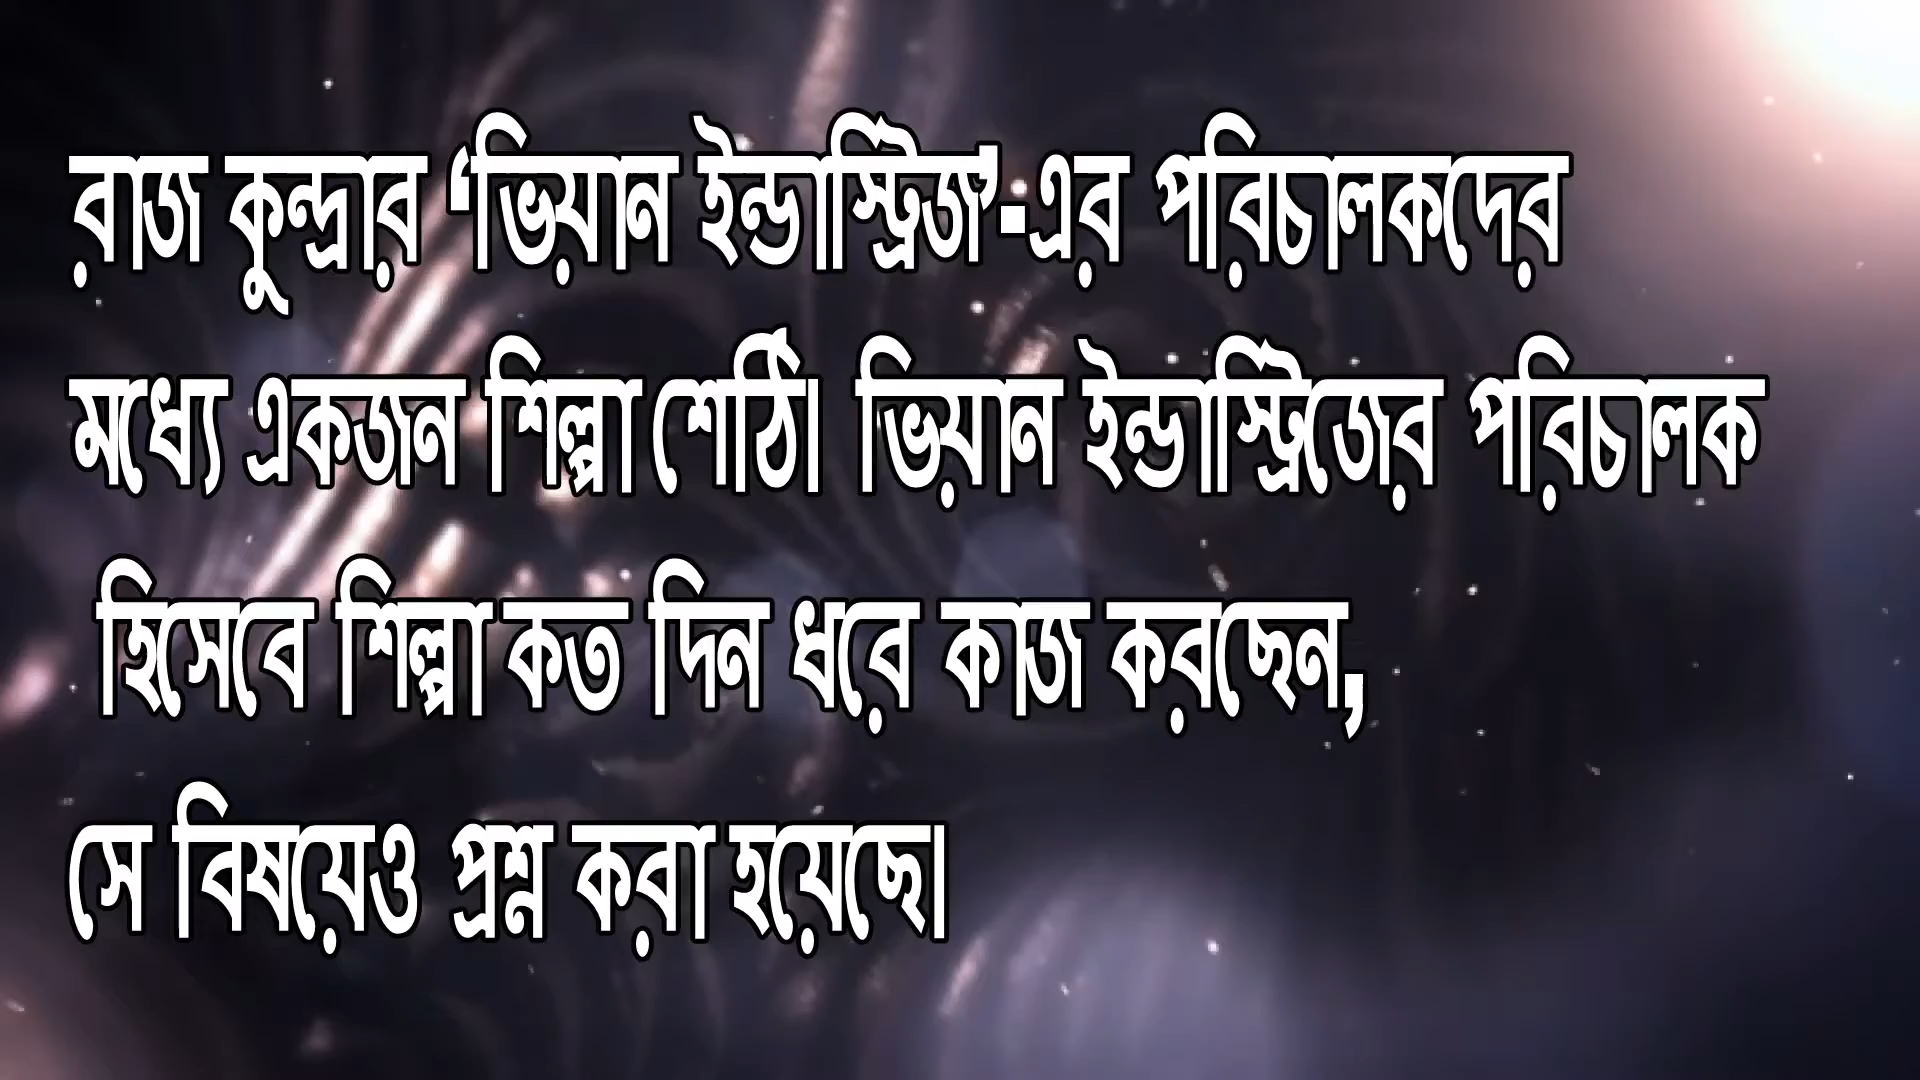 রাজ কুন্দ্রার ‘ভিয়ান ইন্ডাস্ট্রিজ’-এর পরিচালকদের
মধ্যে একজন শিল্পা শেঠি। ভিয়ান ইন্ডাস্ট্রিজের পরিচালক
হিসেবে শিল্পা কত দিন ধরে কাজ করছেন,
সে বিষয়েও প্রশ্ন করা হয়েছে।